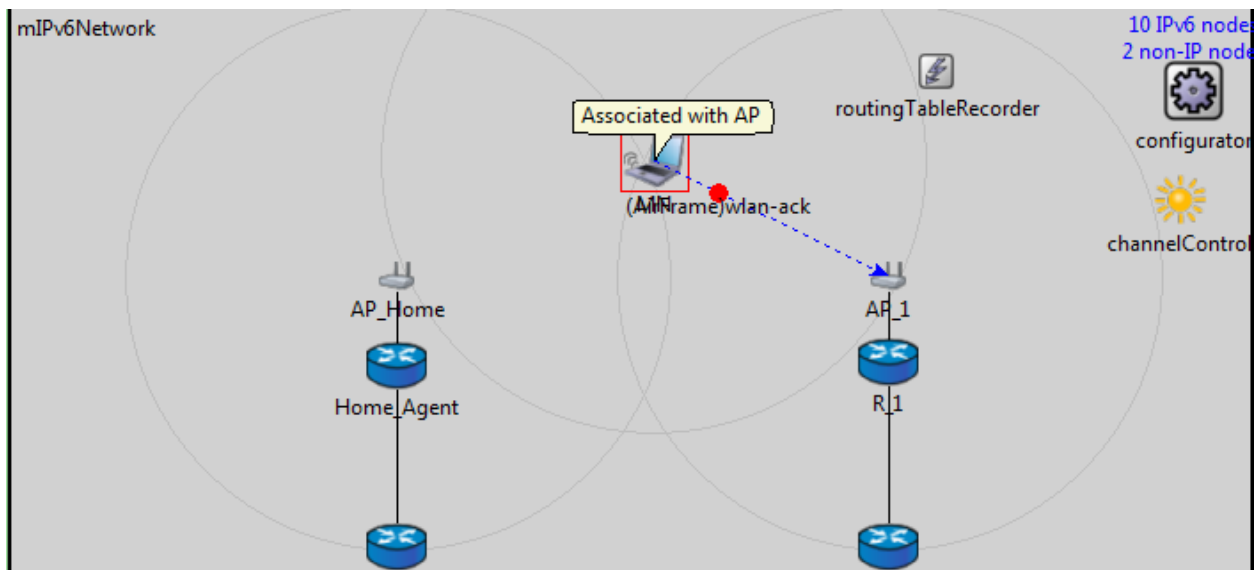 mIPv6Network
10 IPv6 node
2 non-IP node
routingTableRecorder
configurator
Associated with AP
(AirFrame)wlan-ack
channelControl
AP_Home
AP_1
Home_Agent
R_1